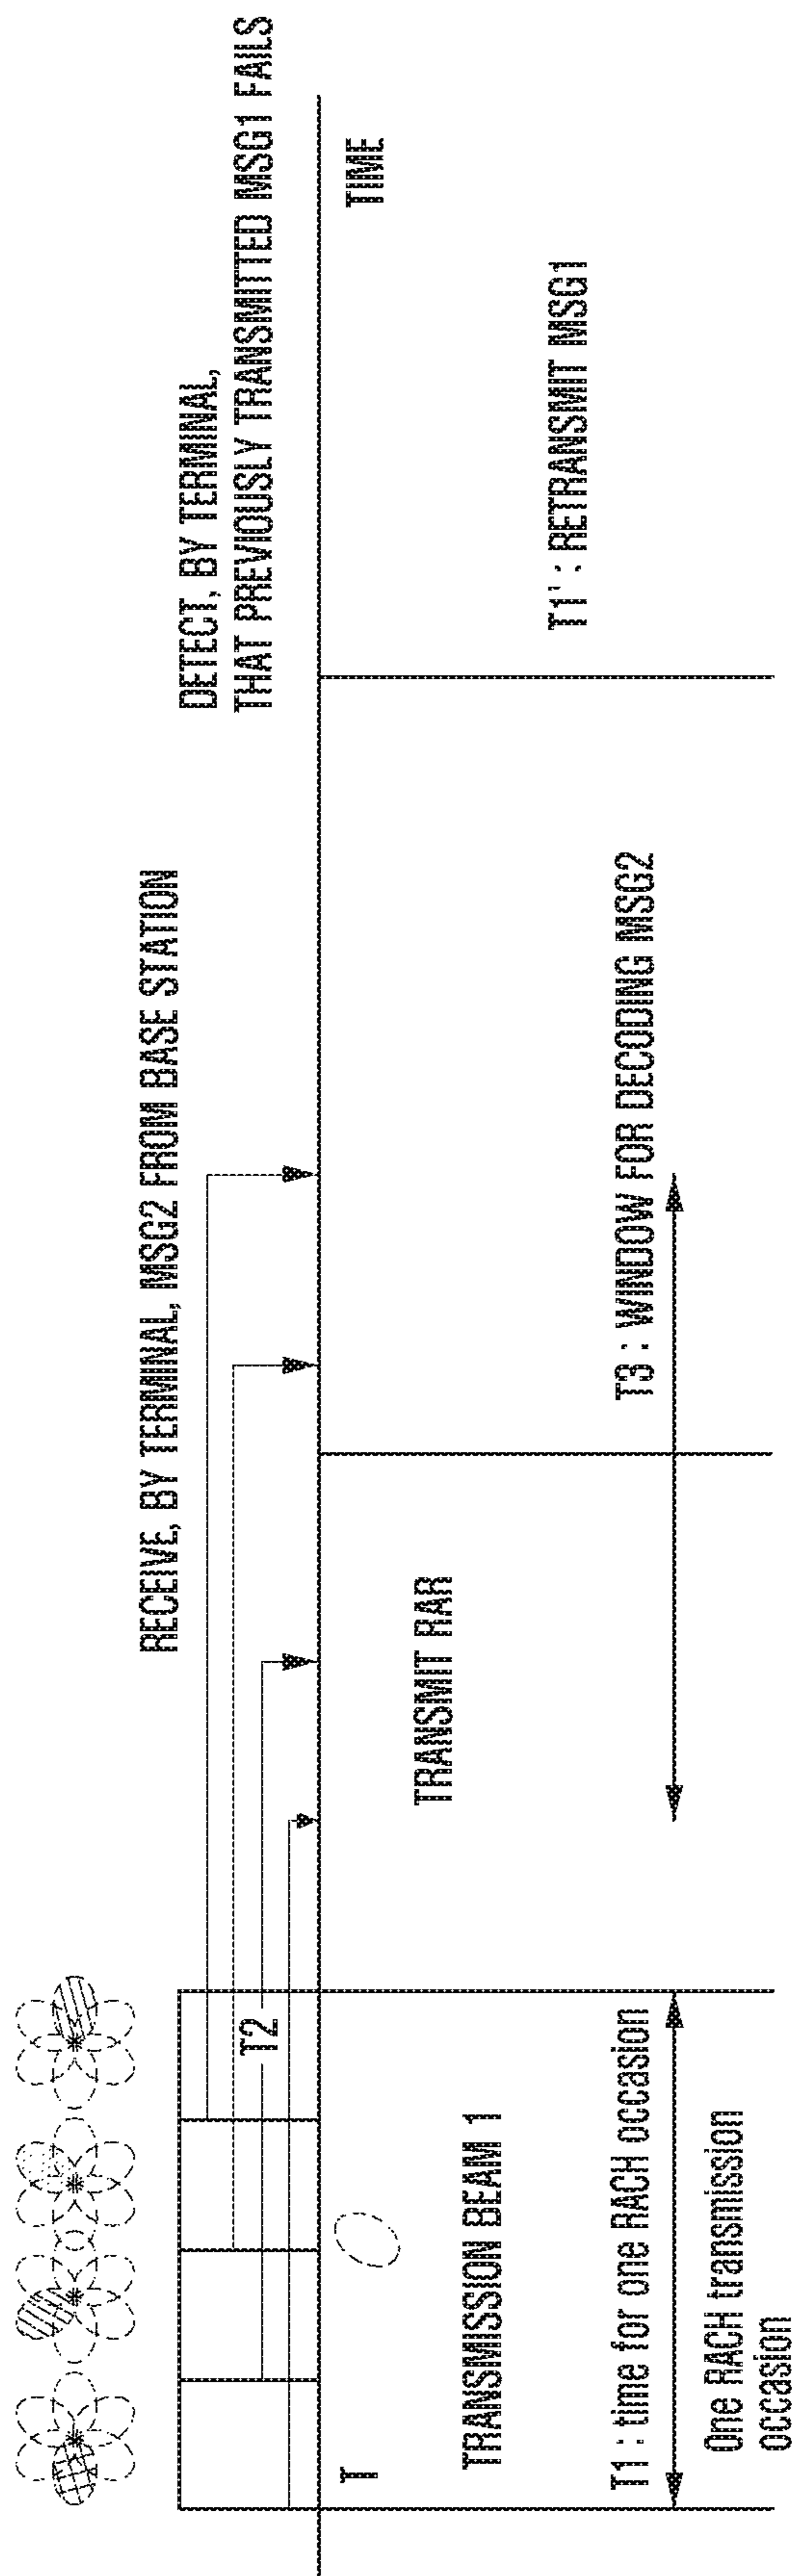 DETECT, BY TERMINAL,
THAT PREVIOUSLY TRANSMITTED MSG1 FAILS
RECEIVE, BY TERMINAL, MSG2 FROM BASE STATION
T2
T
TIME
TRANSMISSION BEAM 1
TRANSMIT RAR
T1' : RETRANSMIT MSG1
T1 : time for one RACH occasion
T3 : WINDOW FOR DECODING MSG2
One RACH transmission
occasion